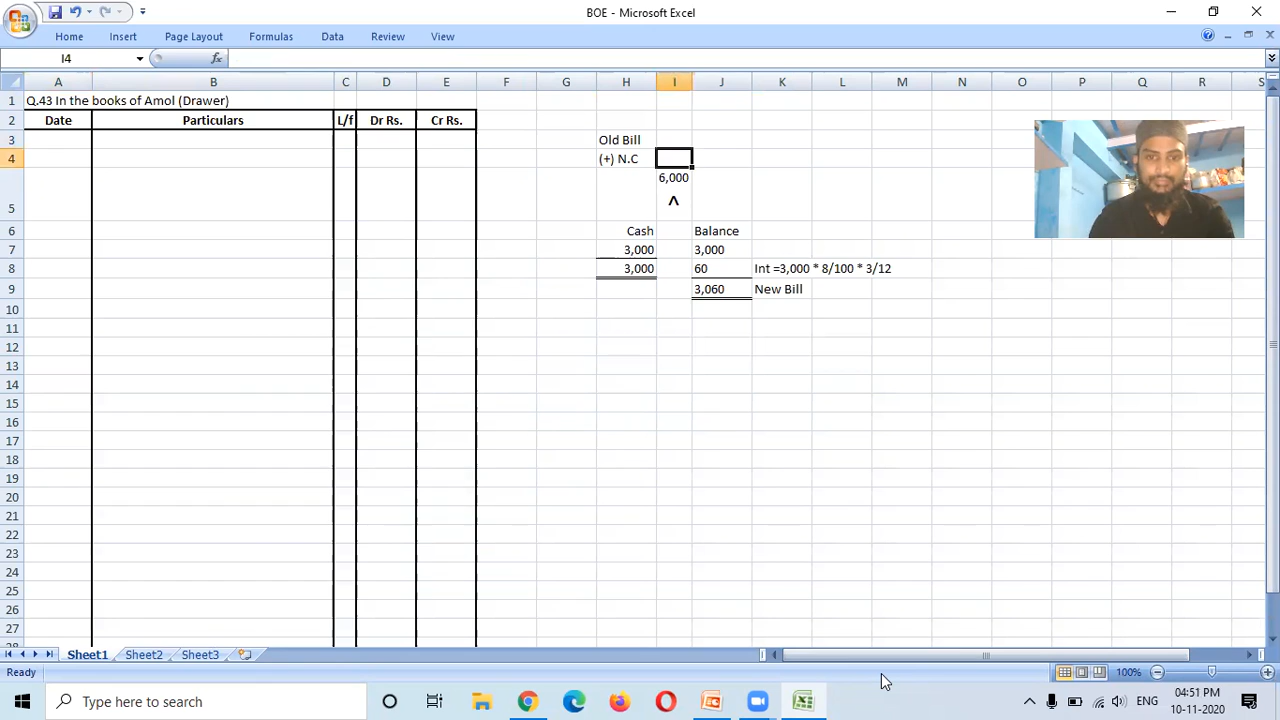 BOE - Microsoft Excel
Home Insert Page Layout Formulas Data Review View
I4 fx
A B C D E F G H I J K L M N O P Q R S
1 Q.43 In the books of Amol (Drawer)
2 Date Particulars L/f Dr Rs. Cr Rs.
3 Old Bill
4 (+) N.C
6,000
5 ^
6 Cash Balance
7 3,000 3,000
8 3,000 60 Int =3,000 * 8/100 * 3/12
9 3,060 New Bill
10
11
12
13
14
15
16
17
18
19
20
21
22
23
24
25
26
27
28
Sheet1 Sheet2 Sheet3
Ready 100%
Type here to search
04:51 PM
10-11-2020